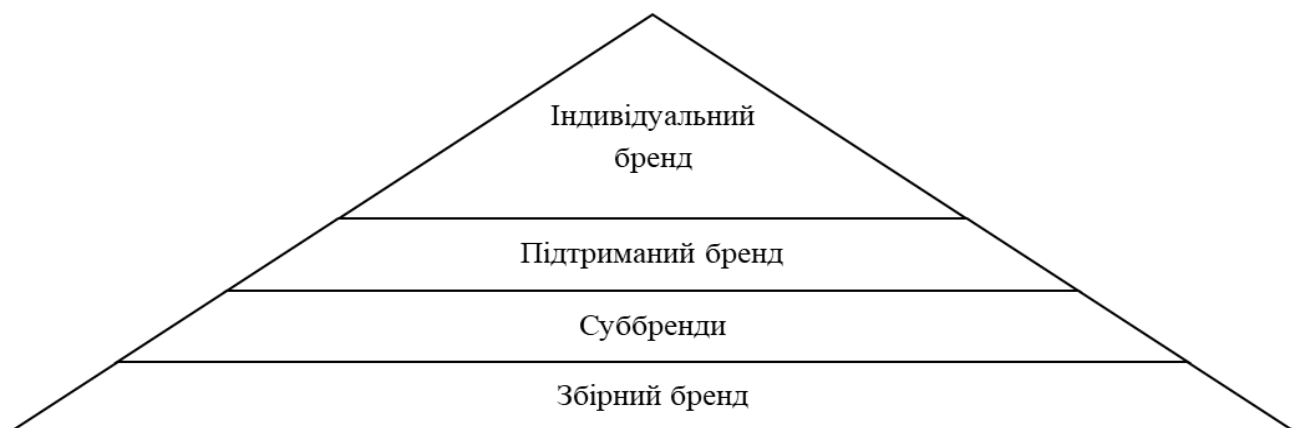 Індивідуальний
бренд
Підтриманий бренд
Суббренди
Збірний бренд